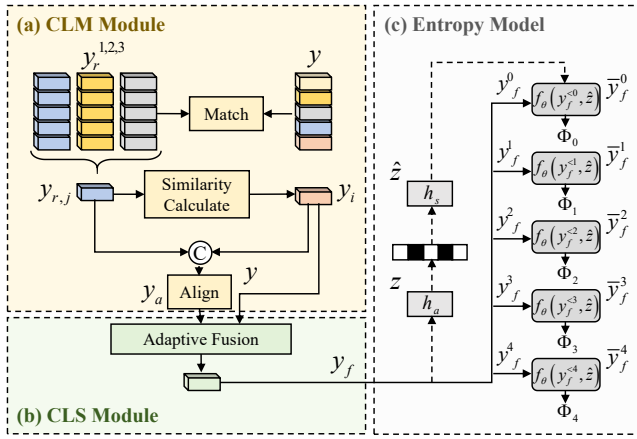 (a) CLM Module
y_r^{1,2,3}
y
Match
y_{r,j}
Similarity
Calculate
y_i
C
y_a
Align
y
Adaptive Fusion
y_f
(b) CLS Module
(c) Entropy Model
ẑ
h_s
z
h_a
y_f^0
f_θ(y_f^{<0}, ẑ)
ȳ_f^0
Φ_0
y_f^1
f_θ(y_f^{<1}, ẑ)
ȳ_f^1
Φ_1
y_f^2
f_θ(y_f^{<2}, ẑ)
ȳ_f^2
Φ_2
y_f^3
f_θ(y_f^{<3}, ẑ)
ȳ_f^3
Φ_3
y_f^4
f_θ(y_f^{<4}, ẑ)
ȳ_f^4
Φ_4